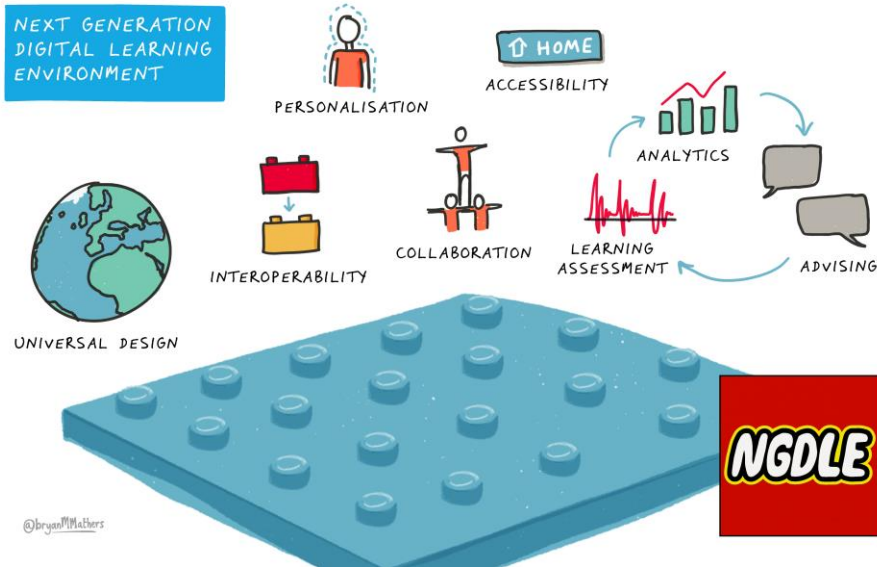 NEXT GENERATION
DIGITAL LEARNING
ENVIRONMENT
PERSONALISATION
HOME
ACCESSIBILITY
ANALYTICS
UNIVERSAL DESIGN
INTEROPERABILITY
COLLABORATION
LEARNING
ASSESSMENT
ADVISING
NGDLE
@bryanMMathers